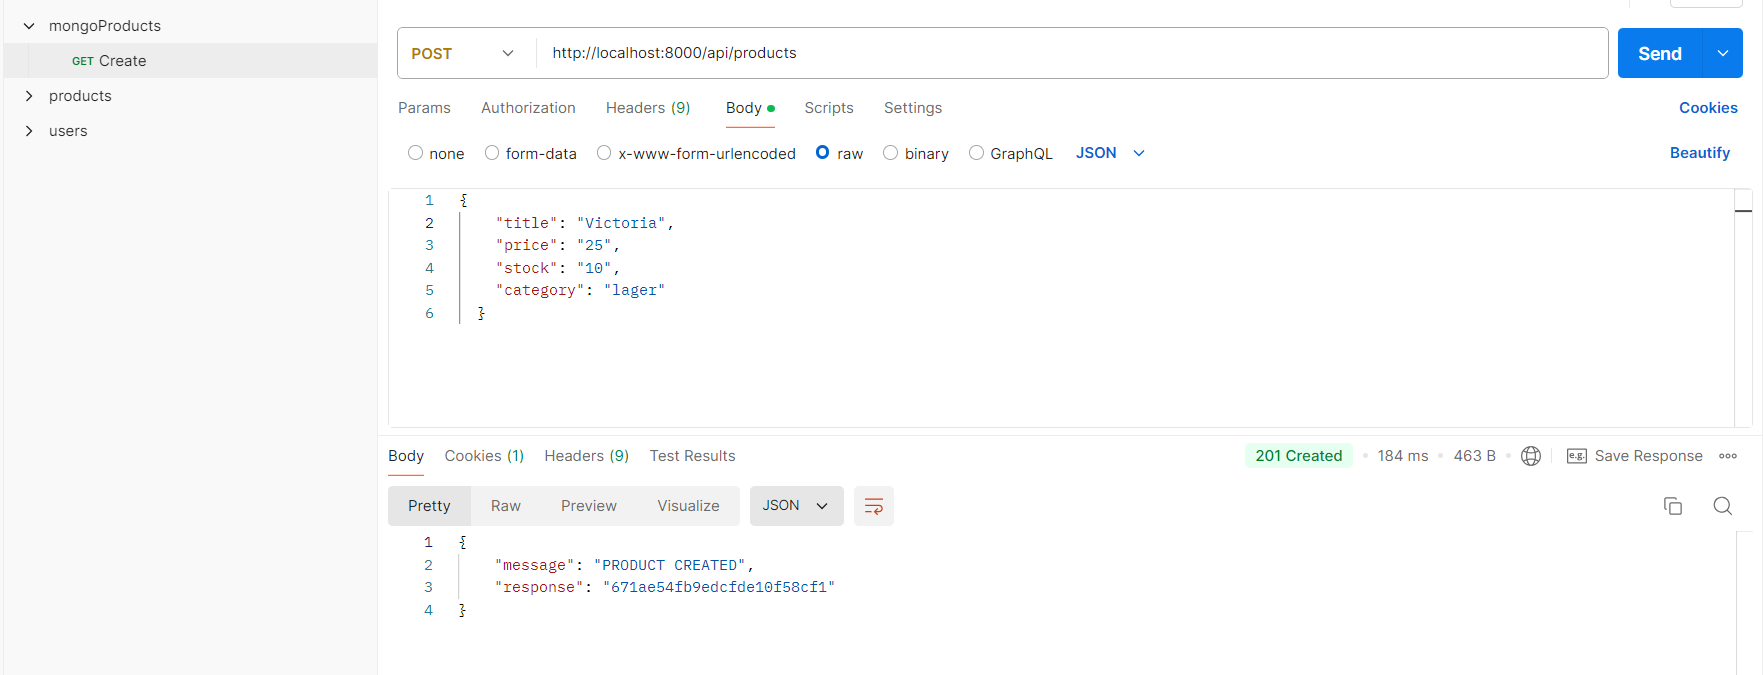 mongoProducts
GET Create
products
users
POST http://localhost:8000/api/products Send
Params Authorization Headers (9) Body Scripts Settings Cookies
none form-data x-www-form-urlencoded raw binary GraphQL JSON Beautify
1 {
2 "title": "Victoria",
3 "price": "25",
4 "stock": "10",
5 "category": "lager"
6 }
Body Cookies (1) Headers (9) Test Results 201 Created 184 ms 463 B e.g. Save Response
Pretty Raw Preview Visualize JSON
1 {
2 "message": "PRODUCT CREATED",
3 "response": "671ae54fb9edcfde10f58cf1"
4 }